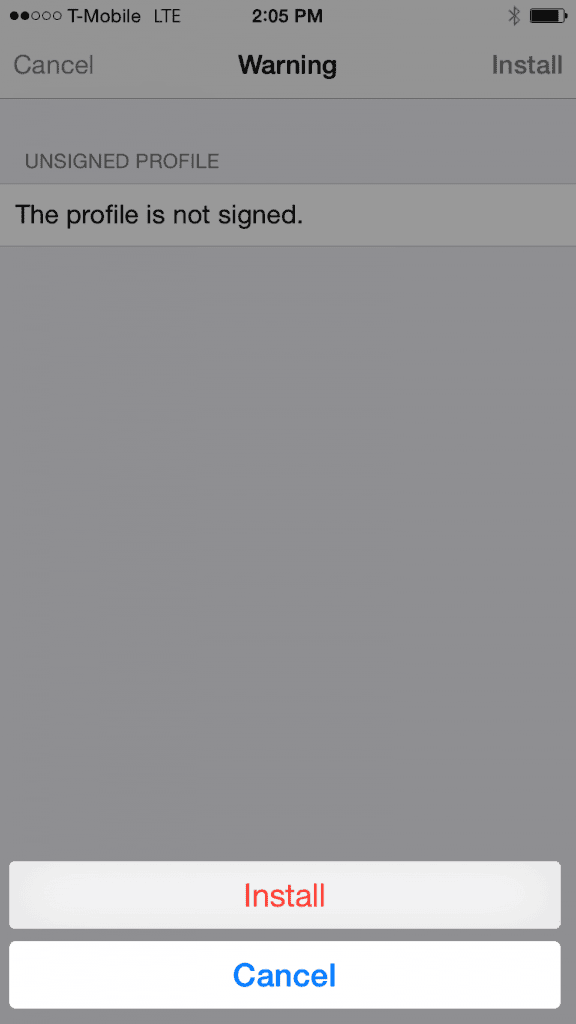 T-Mobile LTE 2:05 PM
Cancel Warning Install
UNSIGNED PROFILE
The profile is not signed.
Install
Cancel